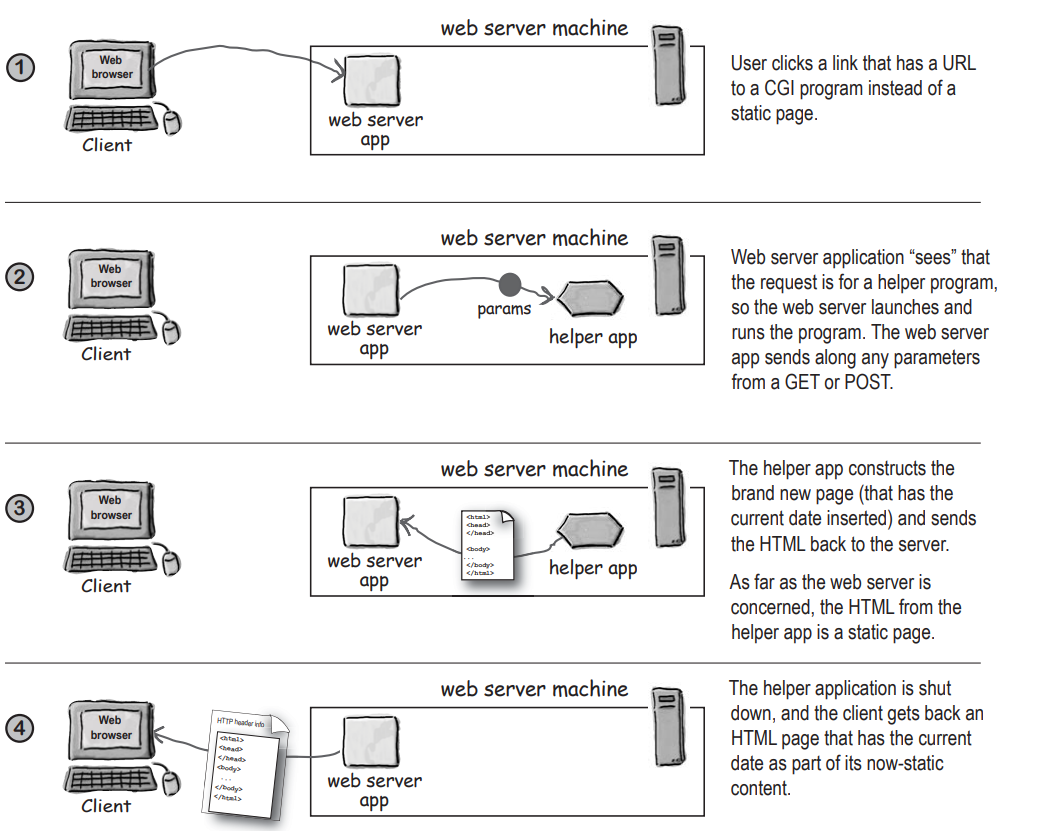 web server machine
1
Web
browser
Client
web server
app
User clicks a link that has a URL
to a CGI program instead of a
static page.
web server machine
2
Web
browser
Client
web server
app
params
helper app
Web server application “sees” that
the request is for a helper program,
so the web server launches and
runs the program. The web server
app sends along any parameters
from a GET or POST.
web server machine
3
Web
browser
Client
web server
app
<html>
<head>
</head>
<body>
...
</body>
</html>
helper app
The helper app constructs the
brand new page (that has the
current date inserted) and sends
the HTML back to the server.
As far as the web server is
concerned, the HTML from the
helper app is a static page.
web server machine
4
Web
browser
Client
HTTP header info
<html>
<head>
</head>
<body>
...
</body>
</html>
web server
app
The helper application is shut
down, and the client gets back an
HTML page that has the current
date as part of its now-static
content.